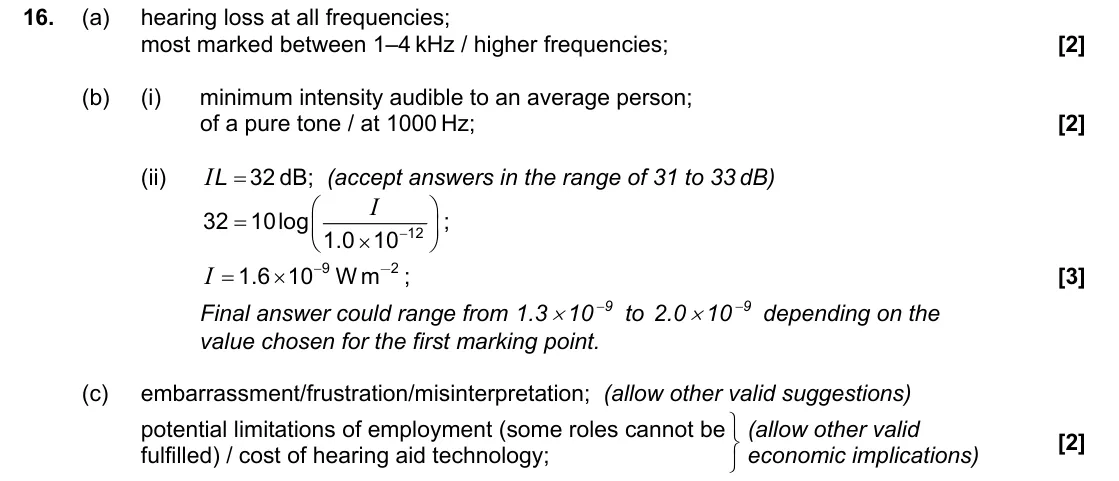 16. (a) hearing loss at all frequencies;
most marked between 1–4 kHz / higher frequencies; [2]
(b) (i) minimum intensity audible to an average person;
of a pure tone / at 1000 Hz; [2]
(ii) IL = 32 dB; (accept answers in the range of 31 to 33 dB)
32 = 10 log( I / 1.0 × 10⁻¹² );
I = 1.6 × 10⁻⁹ W m⁻² ; [3]
Final answer could range from 1.3 × 10⁻⁹ to 2.0 × 10⁻⁹ depending on the
value chosen for the first marking point.
(c) embarrassment/frustration/misinterpretation; (allow other valid suggestions)
potential limitations of employment (some roles cannot be } (allow other valid
fulfilled) / cost of hearing aid technology; economic implications) [2]